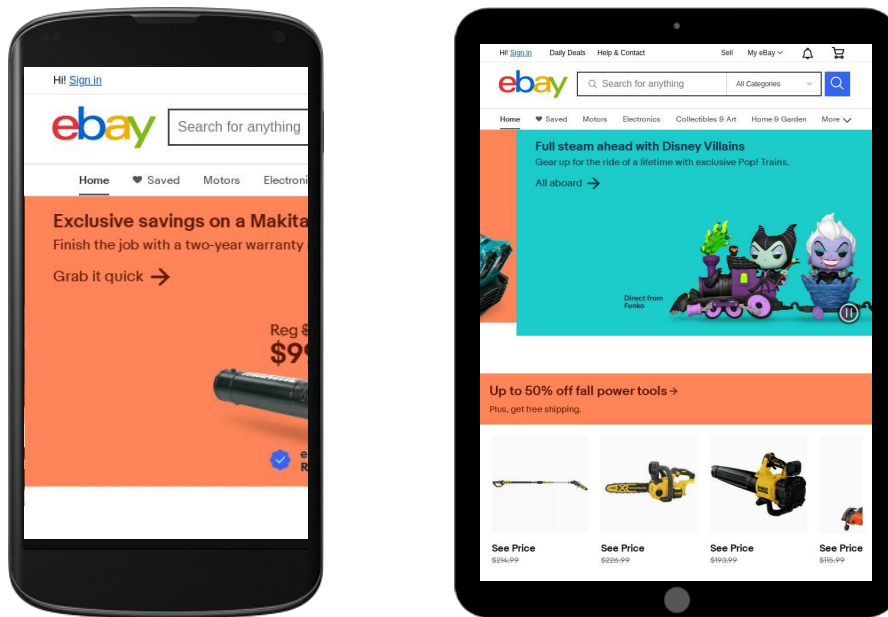 Hi! Sign in
ebay
Search for anything
Home
Saved
Motors
Electroni
Exclusive savings on a Makita
Finish the job with a two-year warranty
Grab it quick →
Reg $
$9
e
R
Hi! Sign in
Daily Deals
Help & Contact
Sell
My eBay
ebay
Search for anything
All Categories
Home
Saved
Motors
Electronics
Collectibles & Art
Home & Garden
More
Full steam ahead with Disney Villains
Gear up for the ride of a lifetime with exclusive Pop! Trains.
All aboard →
Direct from
Funko
Up to 50% off fall power tools →
Plus, get free shipping.
See Price
$214.99
See Price
$226.99
See Price
$193.99
See Price
$115.99